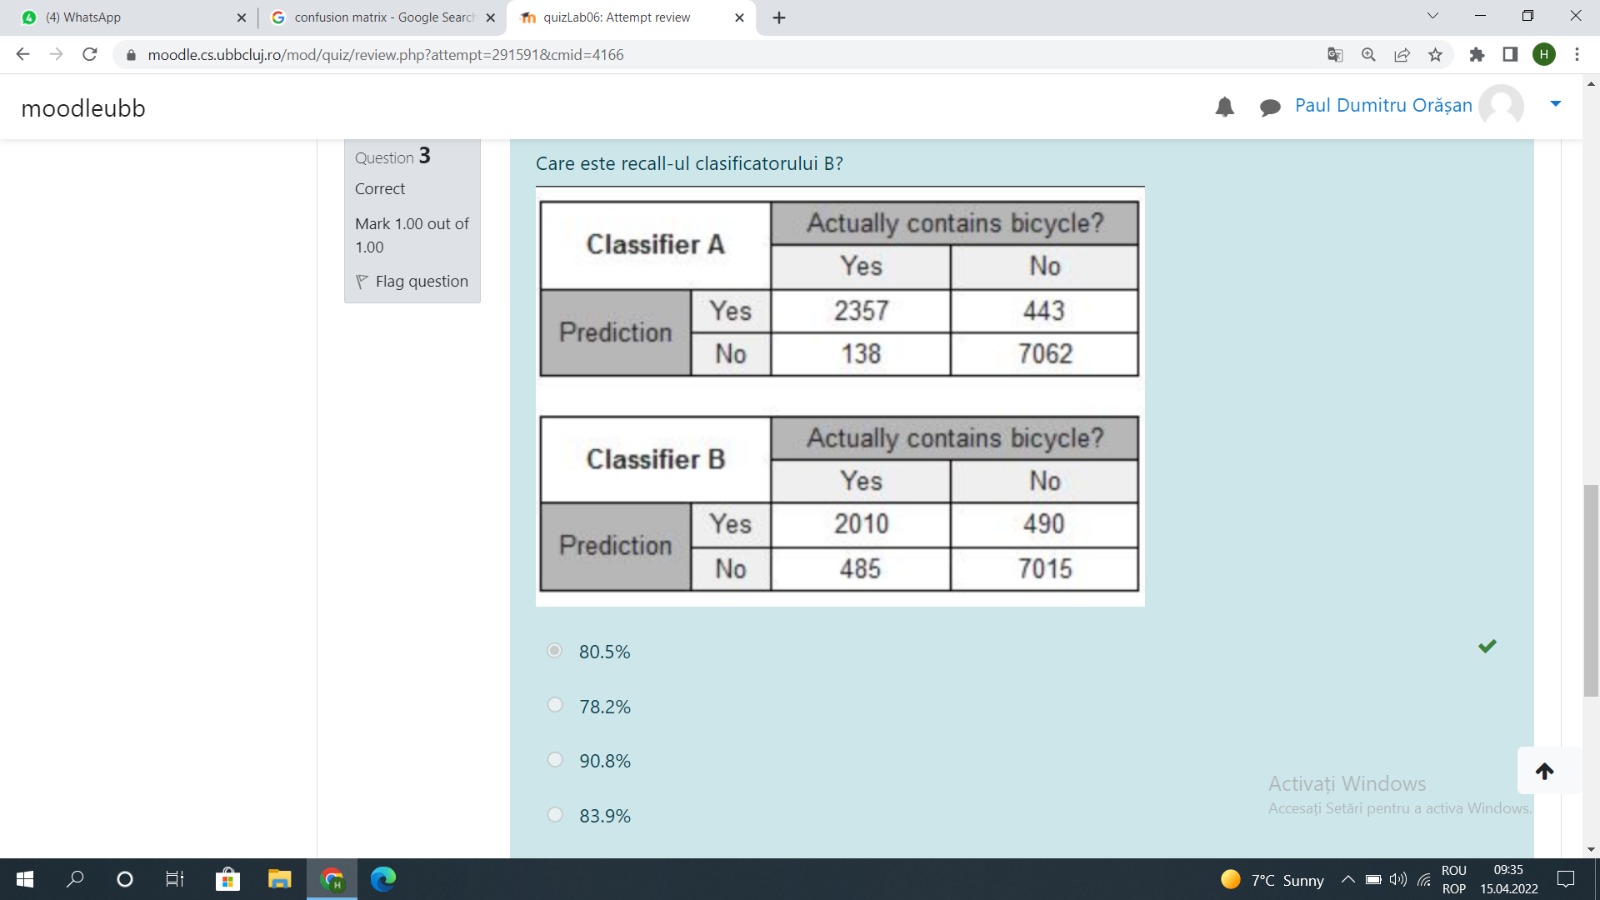 (4) WhatsApp
confusion matrix - Google Search
quizLab06: Attempt review
moodle.cs.ubbcluj.ro/mod/quiz/review.php?attempt=291591&cmid=4166
H
moodleubb
Paul Dumitru Orășan
Question 3
Correct
Mark 1.00 out of
1.00
Flag question
Care este recall-ul clasificatorului B?
Classifier A
Actually contains bicycle?
Yes No
Prediction
Yes 2357 443
No 138 7062
Classifier B
Actually contains bicycle?
Yes No
Prediction
Yes 2010 490
No 485 7015
80.5%
78.2%
90.8%
83.9%
Activați Windows
Accesați Setări pentru a activa Windows.
7°C Sunny
ROU
ROP
09:35
15.04.2022